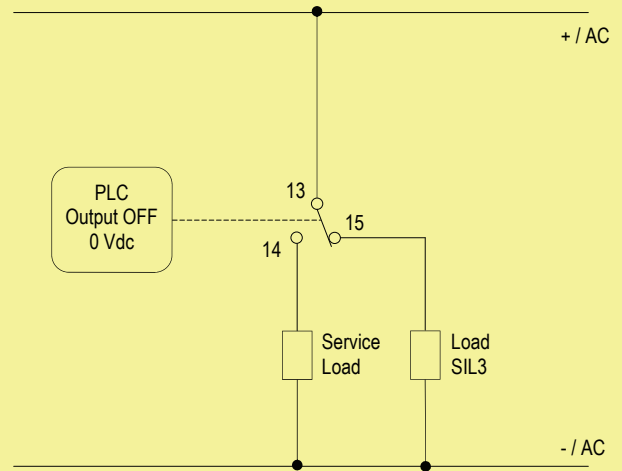 + / AC
PLC
Output OFF
0 Vdc
13
15
14
Service
Load
Load
SIL3
- / AC